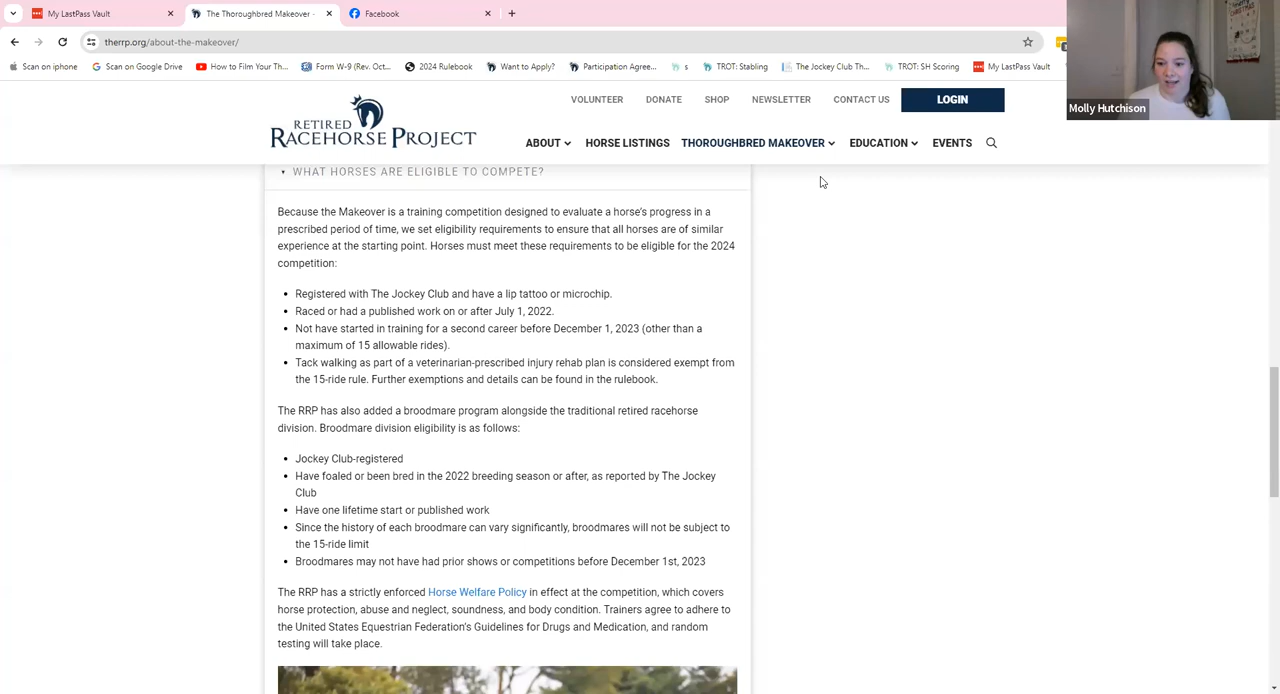 My LastPass Vault
The Thoroughbred Makeover -
Facebook
therrp.org/about-the-makeover/
Scan on iphone
Scan on Google Drive
How to Film Your Th...
Form W-9 (Rev. Oct...
2024 Rulebook
Want to Apply?
Participation Agree...
s
TROT: Stabling
The Jockey Club Th...
TROT: SH Scoring
My LastPass Vault
Molly Hutchison
VOLUNTEER
DONATE
SHOP
NEWSLETTER
CONTACT US
LOGIN
RETIRED
RACEHORSE PROJECT
ABOUT
HORSE LISTINGS
THOROUGHBRED MAKEOVER
EDUCATION
EVENTS
WHAT HORSES ARE ELIGIBLE TO COMPETE?
Because the Makeover is a training competition designed to evaluate a horse's progress in a
prescribed period of time, we set eligibility requirements to ensure that all horses are of similar
experience at the starting point. Horses must meet these requirements to be eligible for the 2024
competition:
• Registered with The Jockey Club and have a lip tattoo or microchip.
• Raced or had a published work on or after July 1, 2022.
• Not have started in training for a second career before December 1, 2023 (other than a
maximum of 15 allowable rides).
• Tack walking as part of a veterinarian-prescribed injury rehab plan is considered exempt from
the 15-ride rule. Further exemptions and details can be found in the rulebook.
The RRP has also added a broodmare program alongside the traditional retired racehorse
division. Broodmare division eligibility is as follows:
• Jockey Club-registered
• Have foaled or been bred in the 2022 breeding season or after, as reported by The Jockey
Club
• Have one lifetime start or published work
• Since the history of each broodmare can vary significantly, broodmares will not be subject to
the 15-ride limit
• Broodmares may not have had prior shows or competitions before December 1st, 2023
The RRP has a strictly enforced Horse Welfare Policy in effect at the competition, which covers
horse protection, abuse and neglect, soundness, and body condition. Trainers agree to adhere to
the United States Equestrian Federation's Guidelines for Drugs and Medication, and random
testing will take place.